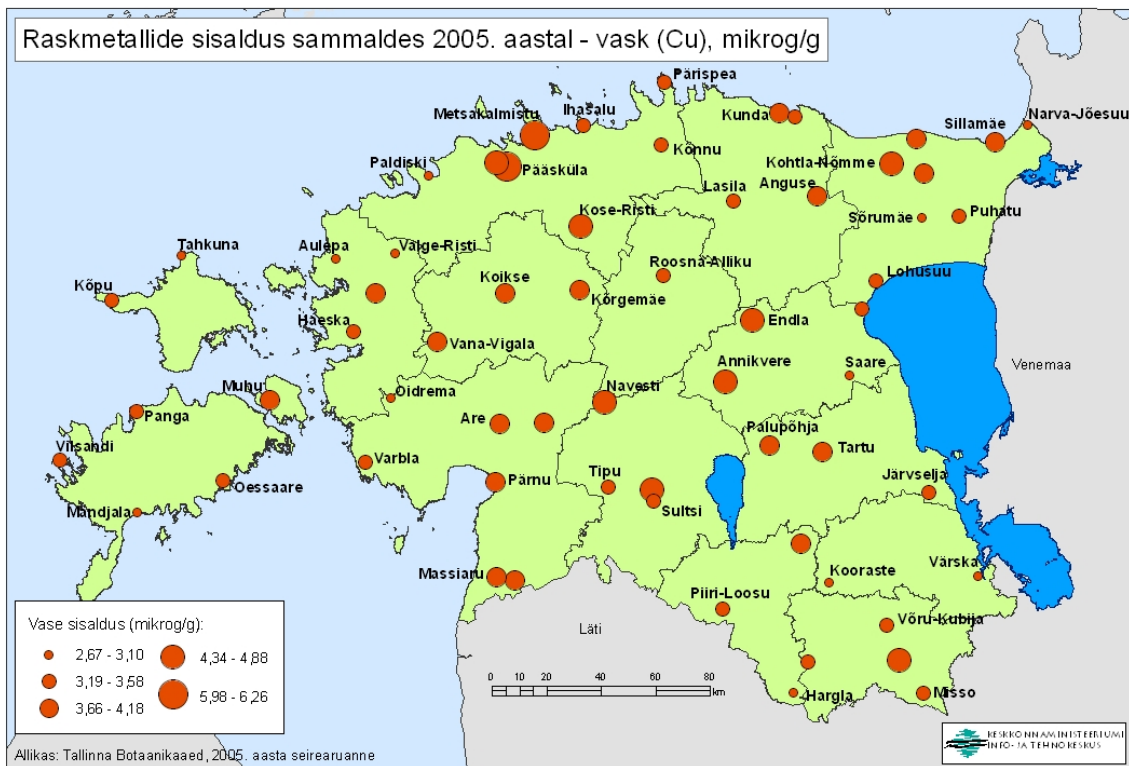 Raskmetallide sisaldus sammaldes 2005. aastal - vask (Cu), mikrog/g
Pärispea
Metsakalmistu
Ihasalu
Kunda
Sillamäe
Narva-Jõesuu
Kõnnu
Paldiski
Pääsküla
Kohtla-Nõmme
Lasila
Anguse
Kose-Risti
Sõrumäe
Puhatu
Tahkuna
Aulepa
Valge-Risti
Roosna-Alliku
Koikse
Lohusuu
Kõpu
Kõrgemäe
Haeska
Endla
Vana-Vigala
Annikvere
Saare
Venemaa
Muhu
Oidrema
Navesti
Panga
Are
Palupõhja
Tartu
Vilsandi
Varbla
Järvselja
Oessaare
Pärnu
Tipu
Mändjala
Sultsi
Massiaru
Kooraste
Värska
Piiri-Loosu
Läti
Võru-Kubija
Hargla
Misso
Vase sisaldus (mikrog/g):
2,67 - 3,10
3,19 - 3,58
3,66 - 4,18
4,34 - 4,88
5,98 - 6,26
0 20 40 60 80
km
Allikas: Tallinna Botaanikaaed, 2005. aasta seirearuanne
KESKKONNAMINISTEERIUMI
INFO- JA TEHNOKESKUS